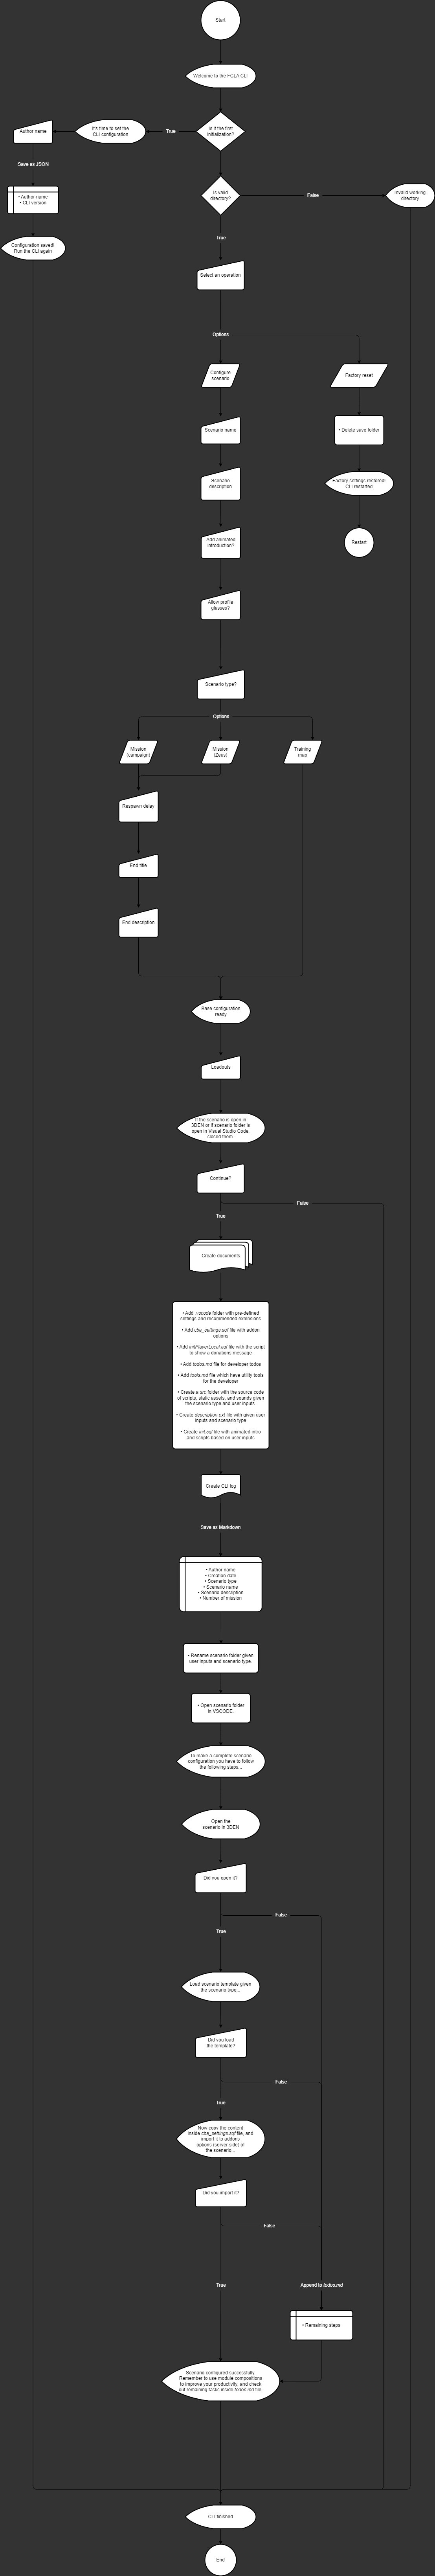 Start
Welcome to the FCLA CLI
Is it the first
initialization?
True
It's time to set the
CLI configuration
Author name
Save as JSON
• Author name
• CLI version
Configuration saved!
Run the CLI again
Is valid
directory?
False
Invalid working
directory
True
Select an operation
Options
Configure
scenario
Factory reset
Scenario name
• Delete save folder
Scenario
description
Factory settings restored!
CLI restarted
Add animated
introduction?
Restart
Allow profile
glasses?
Scenario type?
Options
Mission
(campaign)
Mission
(Zeus)
Training
map
Respawn delay
End title
End description
Base configuration
ready
Loadouts
If the scenario is open in
3DEN or if scenario folder is
open in Visual Studio Code,
closed them.
Continue?
False
True
Create documents
• Add .vscode folder with pre-defined
settings and recommended extensions
• Add cba_settings.sqf file with addon
options
• Add initPlayerLocal.sqf file with the script
to show a donations message
• Add todos.md file for developer todos
• Add tools.md file which have utility tools
for the developer
• Create a src folder with the source code
of scripts, static assets, and sounds given
the scenario type and user inputs.
• Create description.ext file with given user
inputs and scenario type
• Create init.sqf file with animated intro
and scripts based on user inputs
Create CLI log
Save as Markdown
• Author name
• Creation date
• Scenario type
• Scenario name
• Scenario description
• Number of mission
• Rename scenario folder given
user inputs and scenario type
• Open scenario folder
in VSCODE.
To make a complete scenario
configuration you have to follow
the following steps...
Open the
scenario in 3DEN
Did you open it?
False
True
Load scenario template given
the scenario type...
Did you load
the template?
False
True
Now copy the content
inside cba_settings.sqf file, and
import it to addons
options (server side) of
the scenario...
Did you import it?
False
True
Append to todos.md
• Remaining steps
Scenario configured successfully.
Remember to use module compositions
to improve your productivity, and check
out remaining tasks inside todos.md file
CLI finished
End